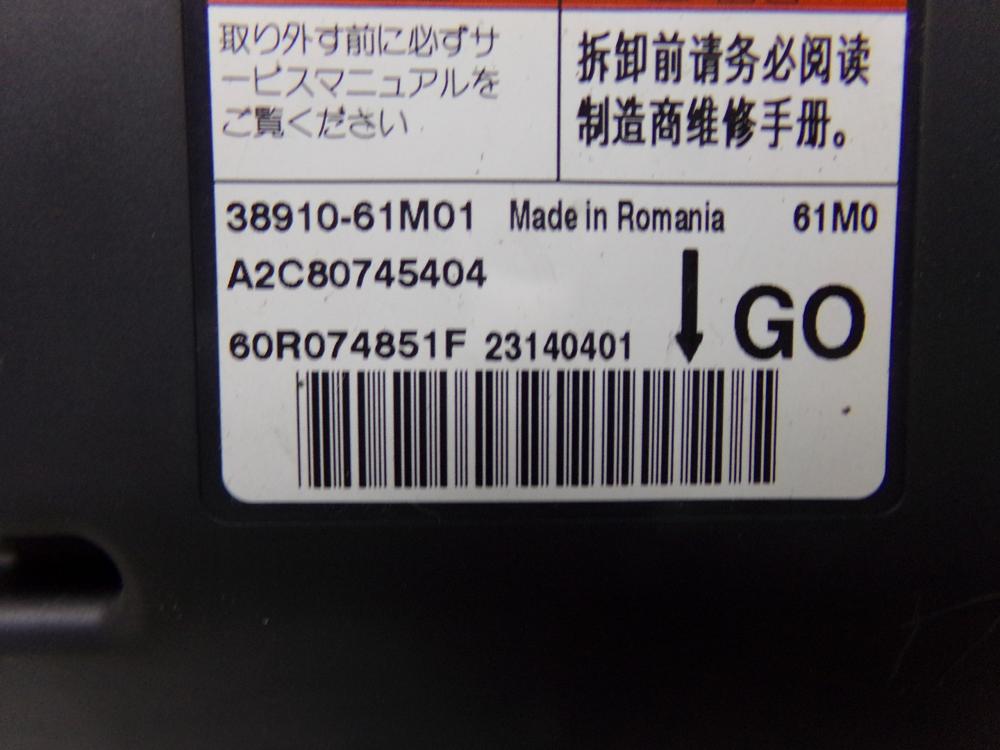 取り外す前に必ずサ
ービスマニュアルを
ご覧ください
拆卸前请务必阅读
制造商维修手册。
38910-61M01 Made in Romania 61M0
A2C80745404
60R074851F 23140401 GO